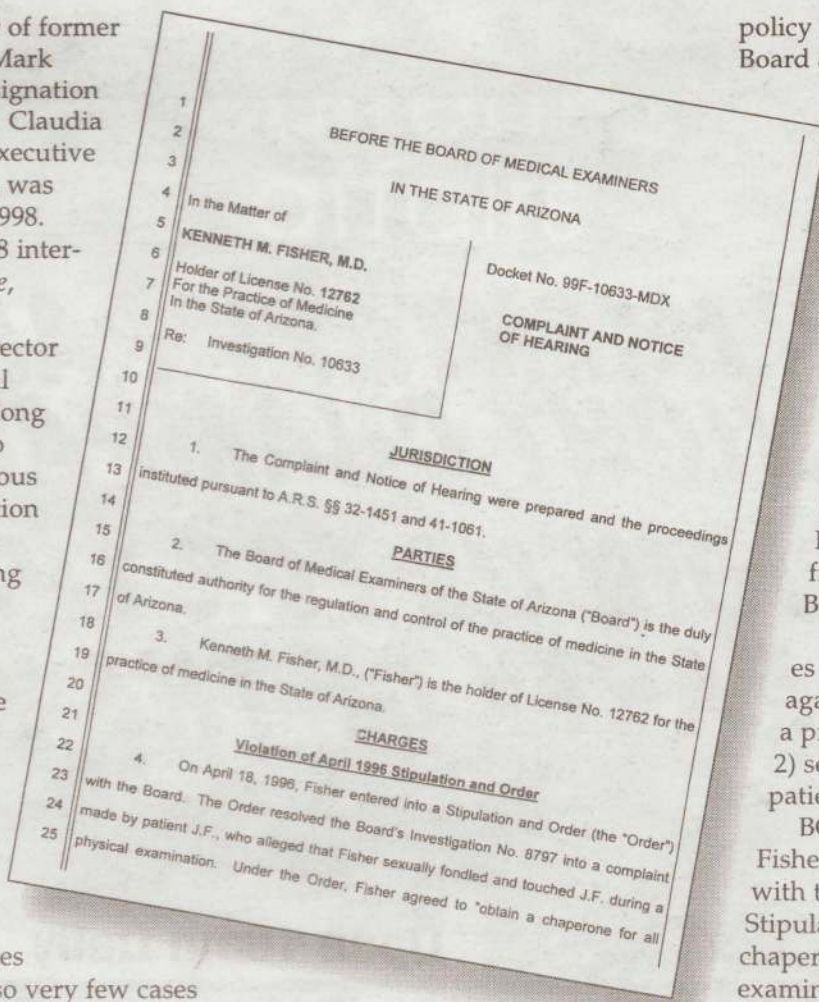 of former
Mark
ignation
Claudia
xecutive
was
998.
8 inter-
e,
ector
l
ong
o
ous
tion
ng
e
es
so very few cases
1
2
3
4
5
6
7
8
9
10
11
12
13
14
15
16
17
18
19
20
21
22
23
24
25
BEFORE THE BOARD OF MEDICAL EXAMINERS
IN THE STATE OF ARIZONA
In the Matter of
KENNETH M. FISHER, M.D.
Holder of License No. 12762
For the Practice of Medicine
In the State of Arizona.
Re: Investigation No. 10633
Docket No. 99F-10633-MDX
COMPLAINT AND NOTICE
OF HEARING
JURISDICTION
1. The Complaint and Notice of Hearing were prepared and the proceedings
instituted pursuant to A.R.S. §§ 32-1451 and 41-1061.
PARTIES
2. The Board of Medical Examiners of the State of Arizona ("Board") is the duly
constituted authority for the regulation and control of the practice of medicine in the State
of Arizona.
3. Kenneth M. Fisher, M.D., ("Fisher") is the holder of License No. 12762 for the
practice of medicine in the State of Arizona.
CHARGES
Violation of April 1996 Stipulation and Order
4. On April 18, 1996, Fisher entered into a Stipulation and Order (the "Order")
with the Board. The Order resolved the Board's Investigation No. 8797 into a complaint
made by patient J.F., who alleged that Fisher sexually fondled and touched J.F. during a
physical examination. Under the Order, Fisher agreed to "obtain a chaperone for all
policy
Board
f
B
es
aga
a p
2) se
patie
BO
Fishe
with t
Stipula
chaper
examin